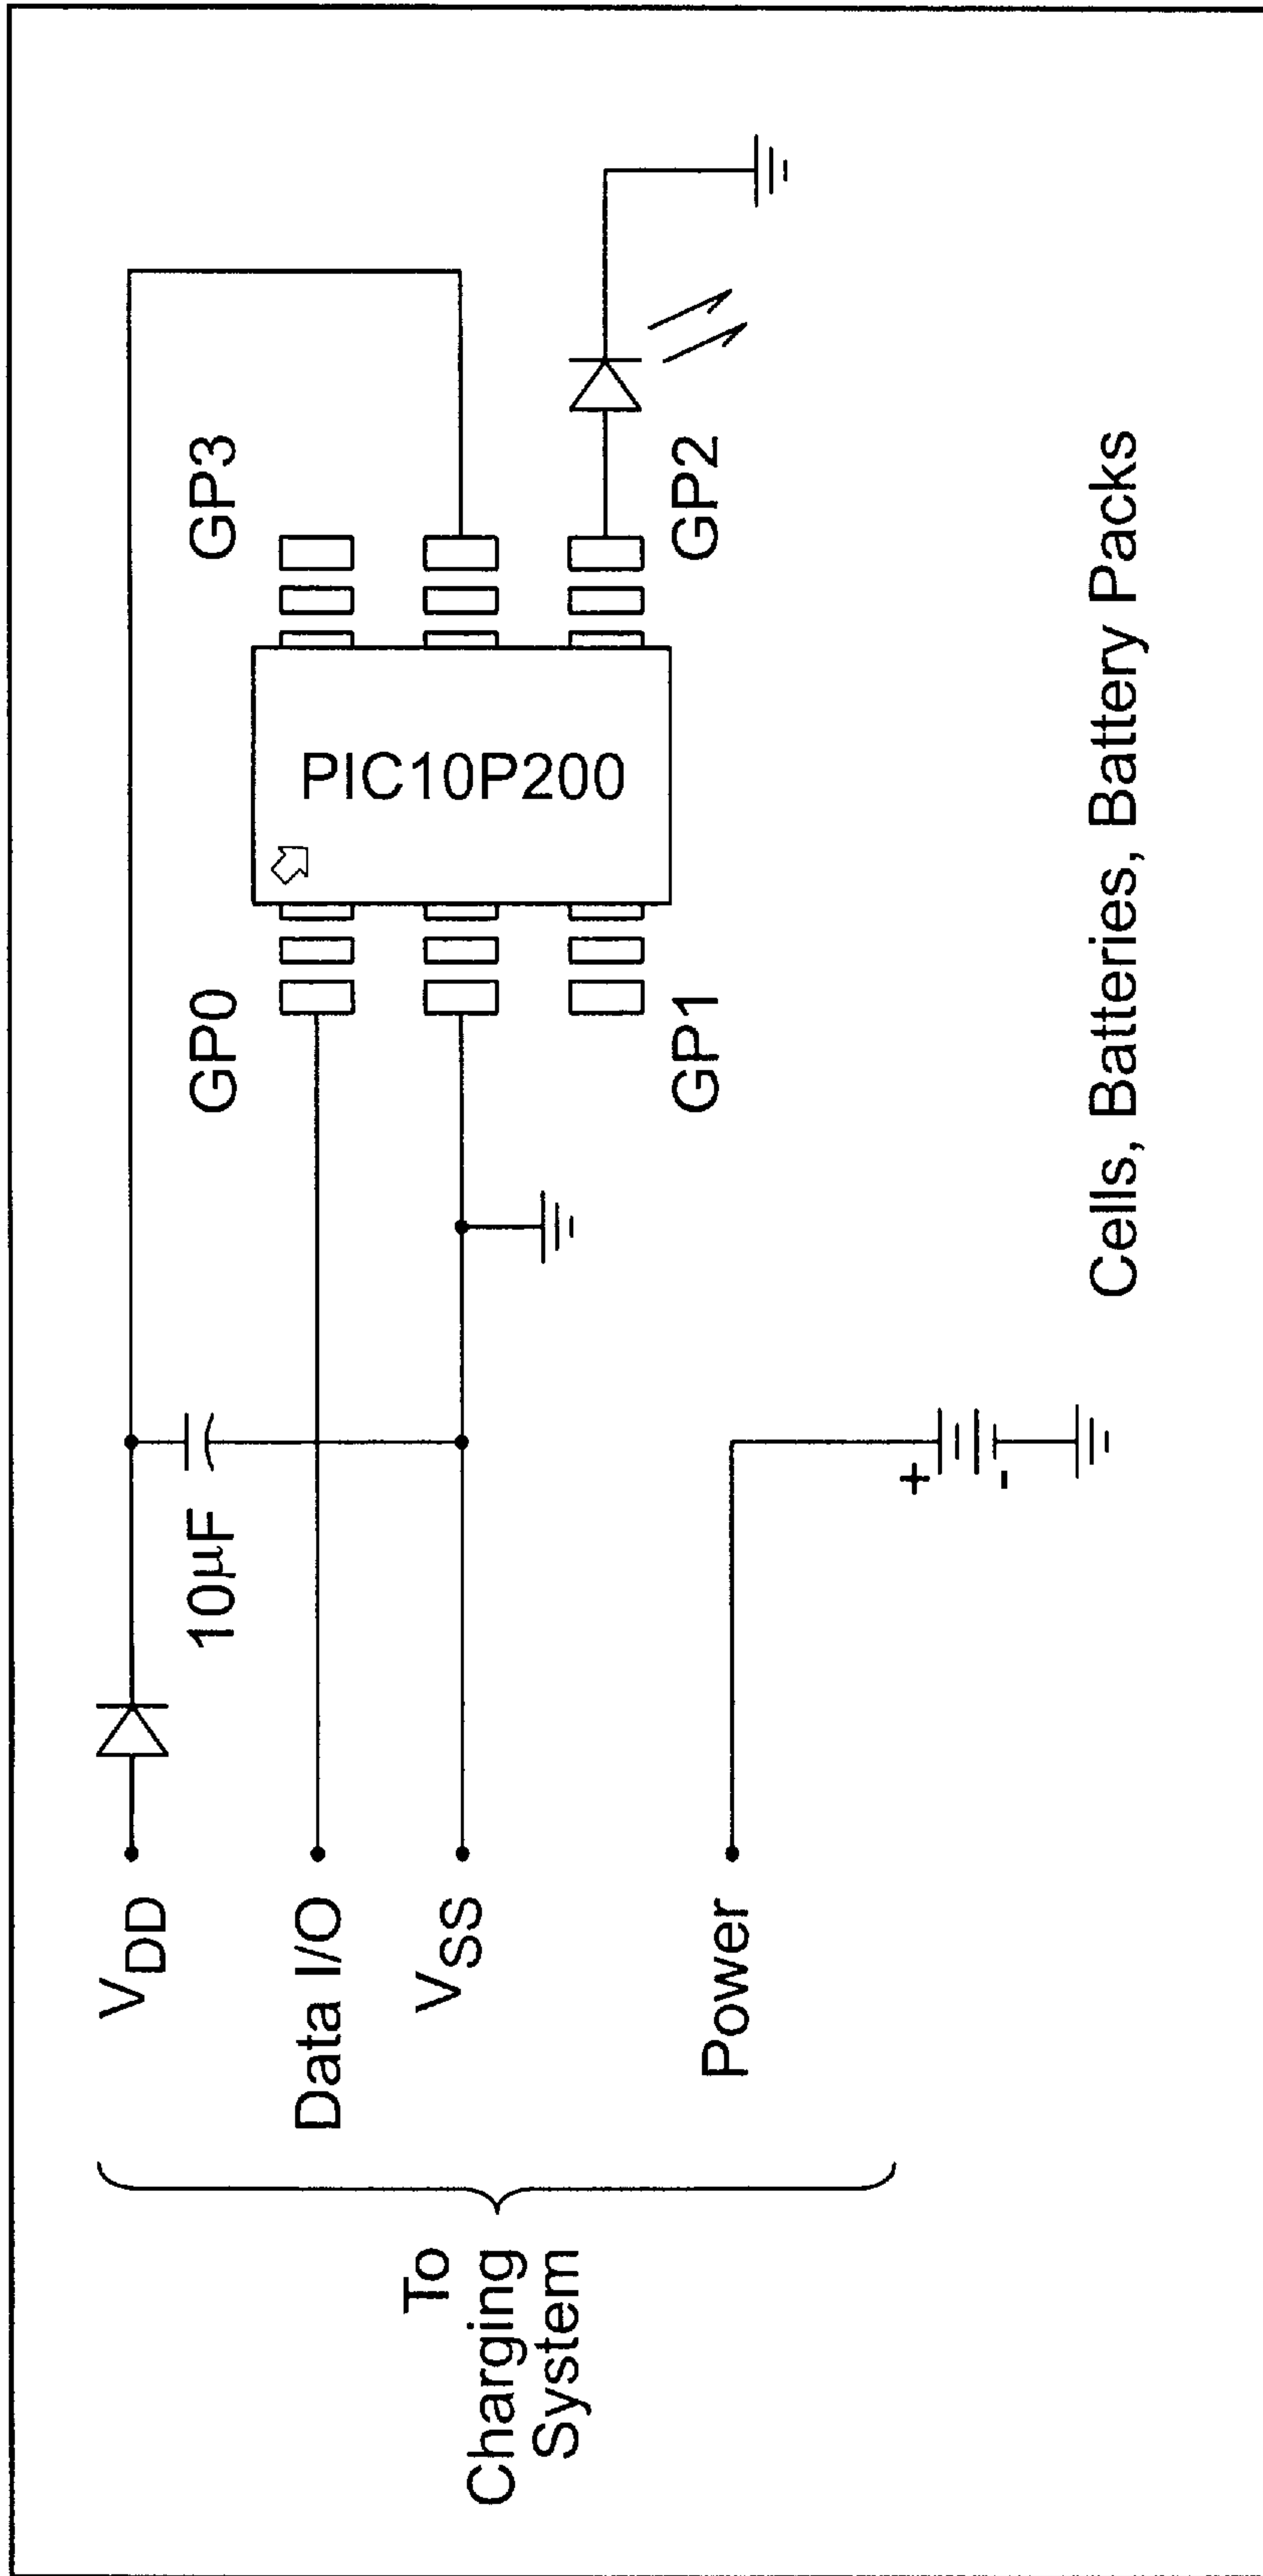 To
Charging
System
VDD
Data I/O
VSS
Power
10µF
GP0
GP3
PIC10P200
GP1
GP2
+
-
Cells, Batteries, Battery Packs